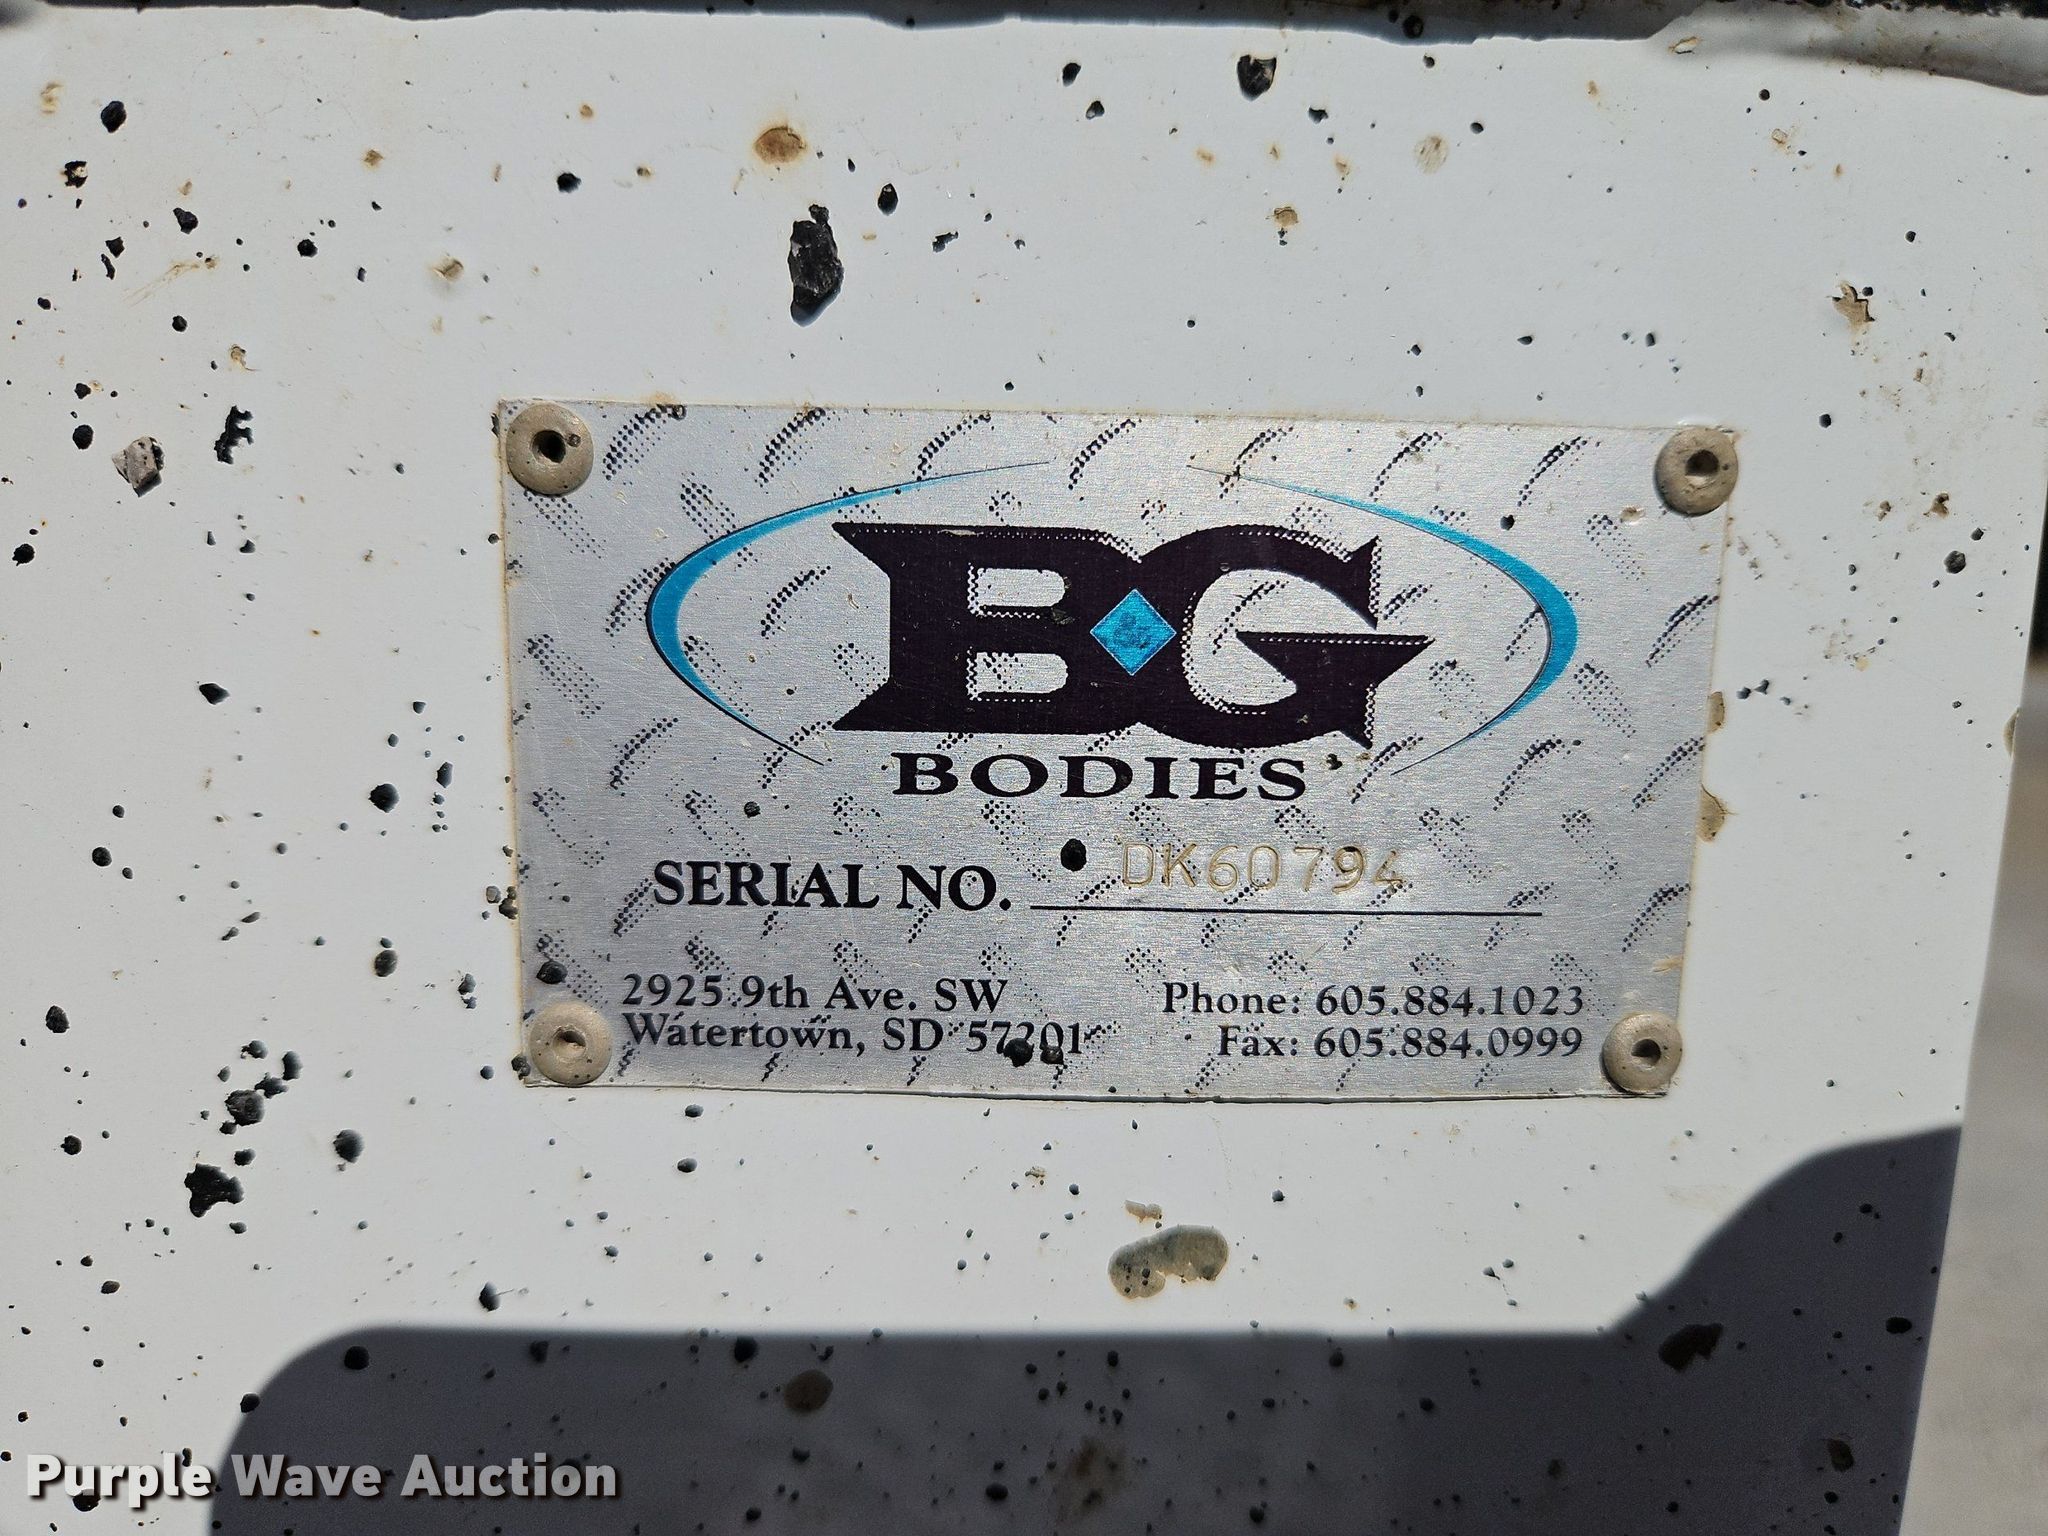 B&G
BODIES
SERIAL NO. DK60794
2925 9th Ave. SW
Watertown, SD 57201
Phone: 605.884.1023
Fax: 605.884.0999
Purple Wave Auction